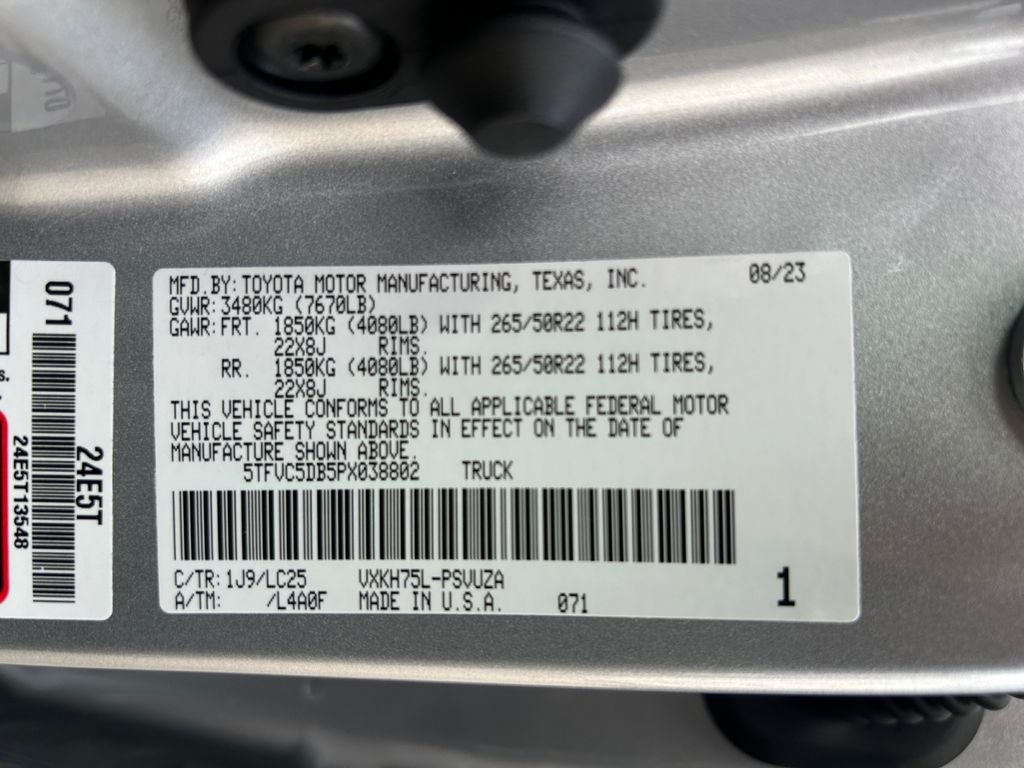 MFD.BY: TOYOTA MOTOR MANUFACTURING, TEXAS, INC. 08/23
GVWR: 3480KG (7670LB)
GAWR: FRT. 1850KG (4080LB) WITH 265/50R22 112H TIRES,
22X8J RIMS.
RR. 1850KG (4080LB) WITH 265/50R22 112H TIRES,
22X8J RIMS.
THIS VEHICLE CONFORMS TO ALL APPLICABLE FEDERAL MOTOR
VEHICLE SAFETY STANDARDS IN EFFECT ON THE DATE OF
MANUFACTURE SHOWN ABOVE.
5TFVC5DB5PX038802 TRUCK
C/TR: 1J9/LC25 VXKH75L-PSVUZA
A/TM: /L4A0F MADE IN U.S.A. 071
1
071
24E5T
24E5T13548
s.